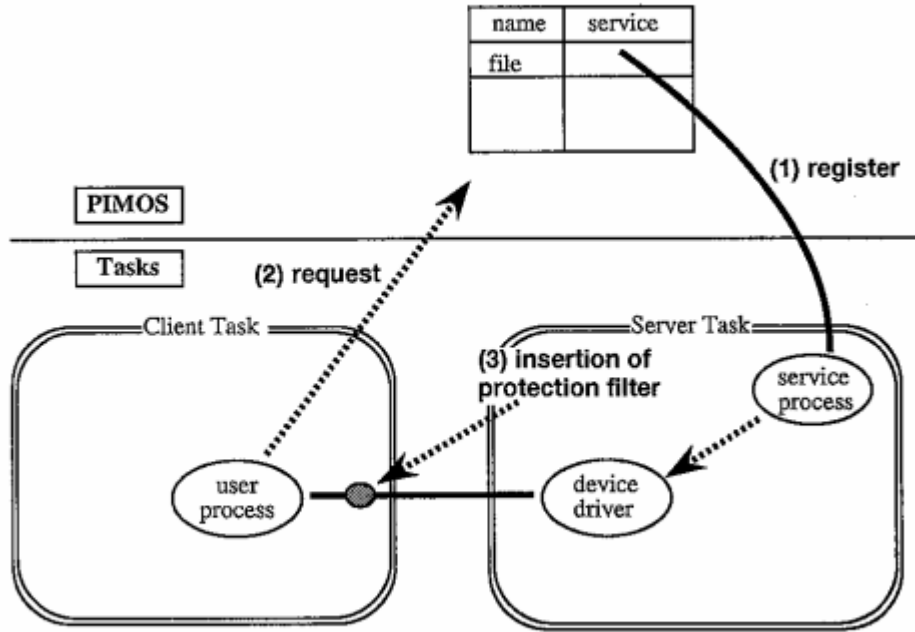 name service
file
(1) register
PIMOS
Tasks
(2) request
Client Task
Server Task
(3) insertion of
protection filter
service
process
user
process
device
driver